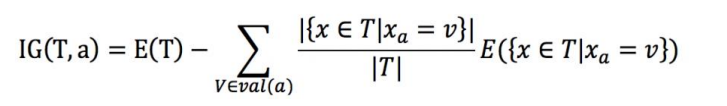 IG(T, a) = E(T) − ∑_{V∈val(a)} |{x ∈ T|x_a = v}| / |T| E({x ∈ T|x_a = v})